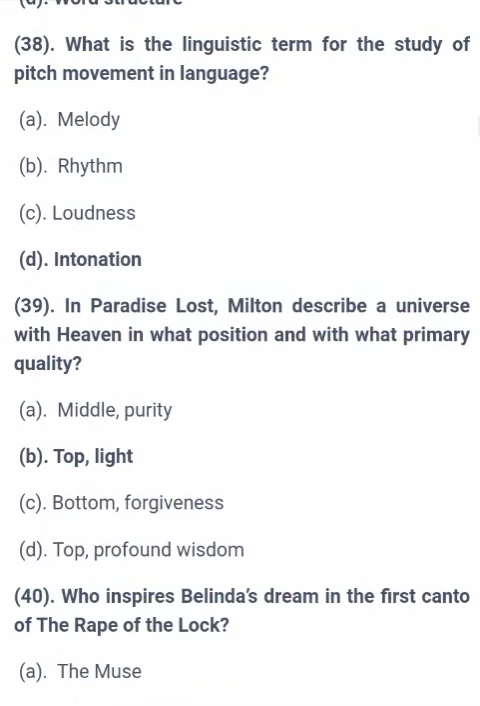 (d). Word structure
(38). What is the linguistic term for the study of
pitch movement in language?
(a). Melody
(b). Rhythm
(c). Loudness
(d). Intonation
(39). In Paradise Lost, Milton describe a universe
with Heaven in what position and with what primary
quality?
(a). Middle, purity
(b). Top, light
(c). Bottom, forgiveness
(d). Top, profound wisdom
(40). Who inspires Belinda's dream in the first canto
of The Rape of the Lock?
(a). The Muse